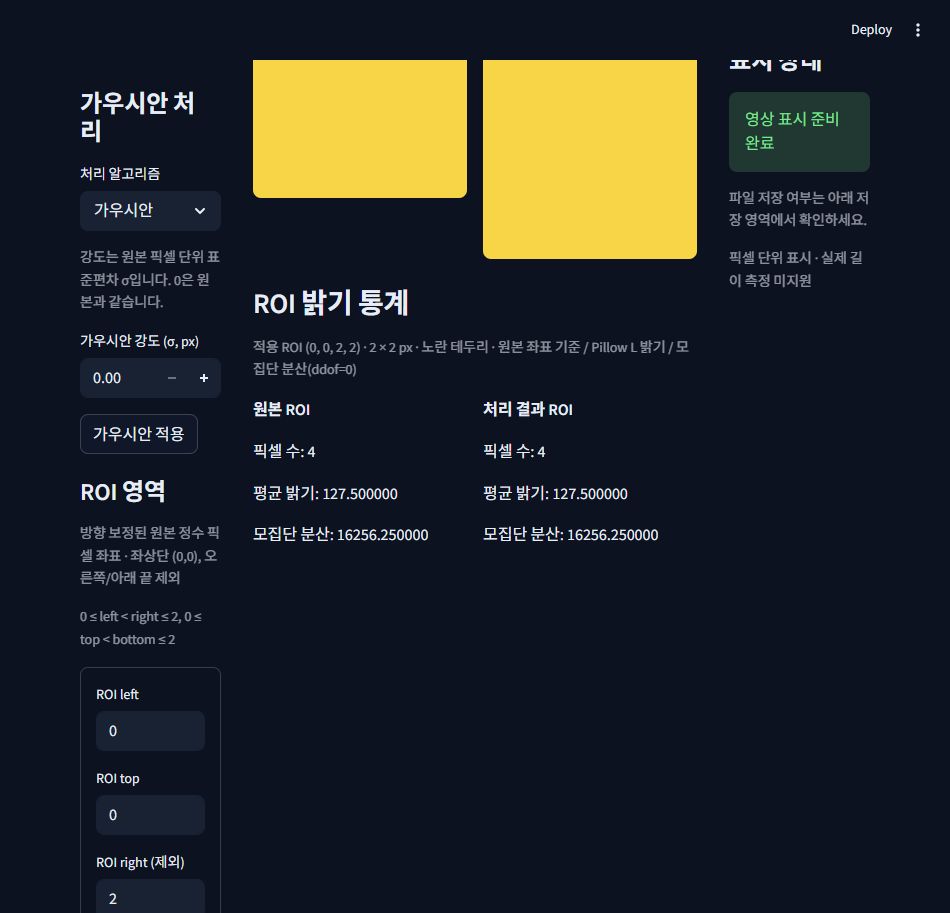 Deploy
가우시안 처
리
처리 알고리즘
가우시안
강도는 원본 픽셀 단위 표
준편차 σ입니다. 0은 원
본과 같습니다.
가우시안 강도 (σ, px)
0.00
가우시안 적용
ROI 영역
방향 보정된 원본 정수 픽
셀 좌표 · 좌상단 (0,0), 오
른쪽/아래 끝 제외
0 ≤ left < right ≤ 2, 0 ≤
top < bottom ≤ 2
ROI left
0
ROI top
0
ROI right (제외)
2
ROI 밝기 통계
적용 ROI (0, 0, 2, 2) · 2 × 2 px · 노란 테두리 · 원본 좌표 기준 / Pillow L 밝기 / 모
집단 분산(ddof=0)
원본 ROI
픽셀 수: 4
평균 밝기: 127.500000
모집단 분산: 16256.250000
처리 결과 ROI
픽셀 수: 4
평균 밝기: 127.500000
모집단 분산: 16256.250000
표시 상태
영상 표시 준비
완료
파일 저장 여부는 아래 저
장 영역에서 확인하세요.
픽셀 단위 표시 · 실제 길
이 측정 미지원